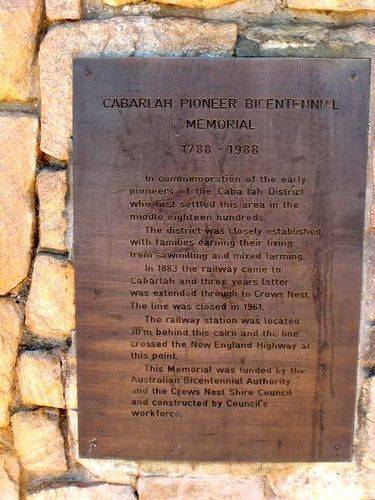 CABARLAH PIONEER BICENTENNIAL
MEMORIAL
1788 - 1988
In commemoration of the early
pioneers of the Cabarlah District
who first settled this area in the
middle eighteen hundreds.
The district was closely established
with families earning their living
from sawmilling and mixed farming.
In 1883 the railway came to
Cabarlah and three years latter
was extended through to Crows Nest.
The line was closed in 1961.
The railway station was located
30 m behind this cairn and the line
crossed the New England Highway at
this point.
This Memorial was funded by the
Australian Bicentennial Authority
and the Crows Nest Shire Council
and constructed by Council's
workforce.